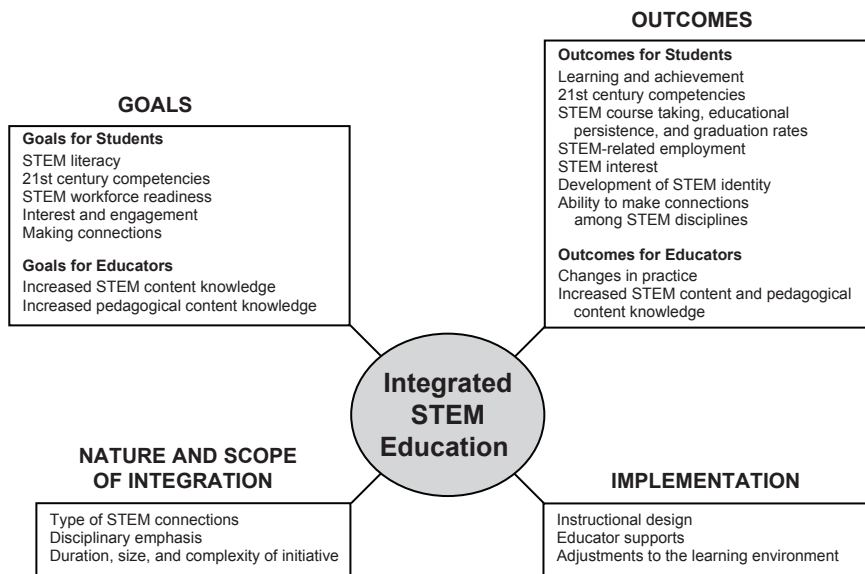 GOALS
Goals for Students
STEM literacy
21st century competencies
STEM workforce readiness
Interest and engagement
Making connections
Goals for Educators
Increased STEM content knowledge
Increased pedagogical content knowledge
OUTCOMES
Outcomes for Students
Learning and achievement
21st century competencies
STEM course taking, educational
persistence, and graduation rates
STEM-related employment
STEM interest
Development of STEM identity
Ability to make connections
among STEM disciplines
Outcomes for Educators
Changes in practice
Increased STEM content and pedagogical
content knowledge
Integrated
STEM
Education
NATURE AND SCOPE
OF INTEGRATION
Type of STEM connections
Disciplinary emphasis
Duration, size, and complexity of initiative
IMPLEMENTATION
Instructional design
Educator supports
Adjustments to the learning environment